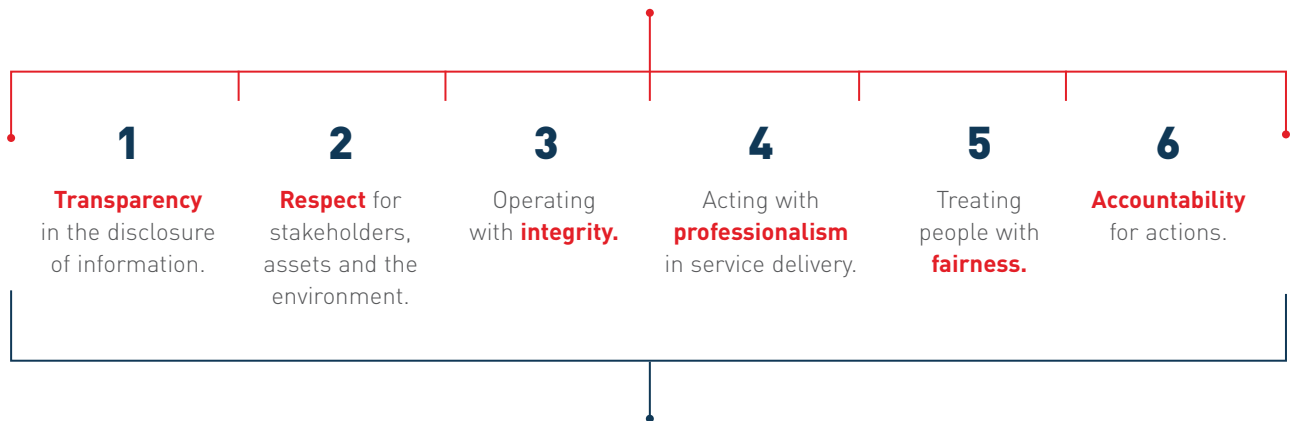 1
Transparency
in the disclosure
of information.
2
Respect for
stakeholders,
assets and the
environment.
3
Operating
with integrity.
4
Acting with
professionalism
in service delivery.
5
Treating
people with
fairness.
6
Accountability
for actions.